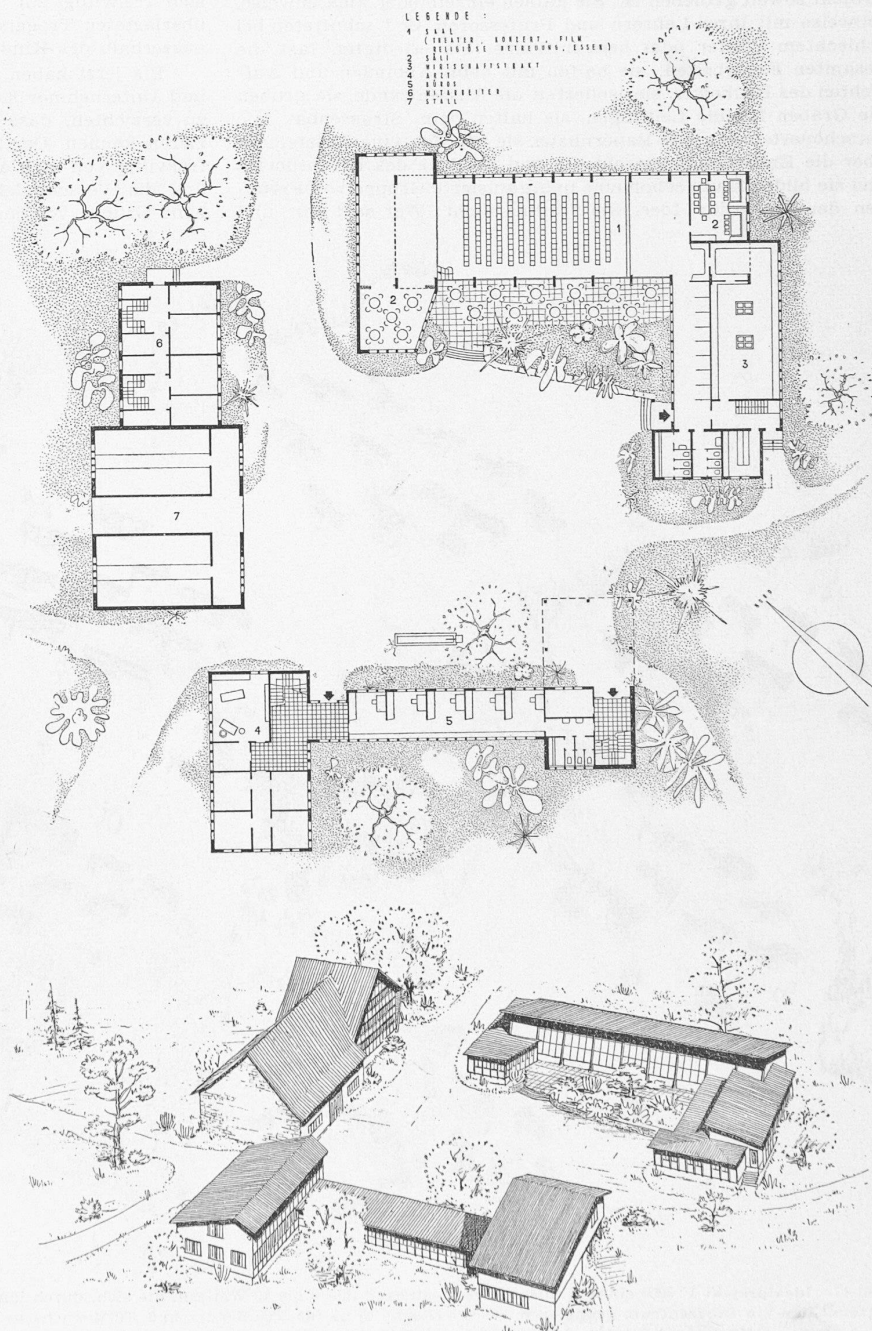 LEGENDE :
1 SAAL
(THEATER, KONZERT, FILM
RELIGIÖSE BETREUUNG, ESSEN)
2 SÄLI
3 WIRTSCHAFTSTRAKT
4 ARZT
5 BÜROS
6 MITARBEITER
7 STALL
1
2
2
6
3
7
4
5